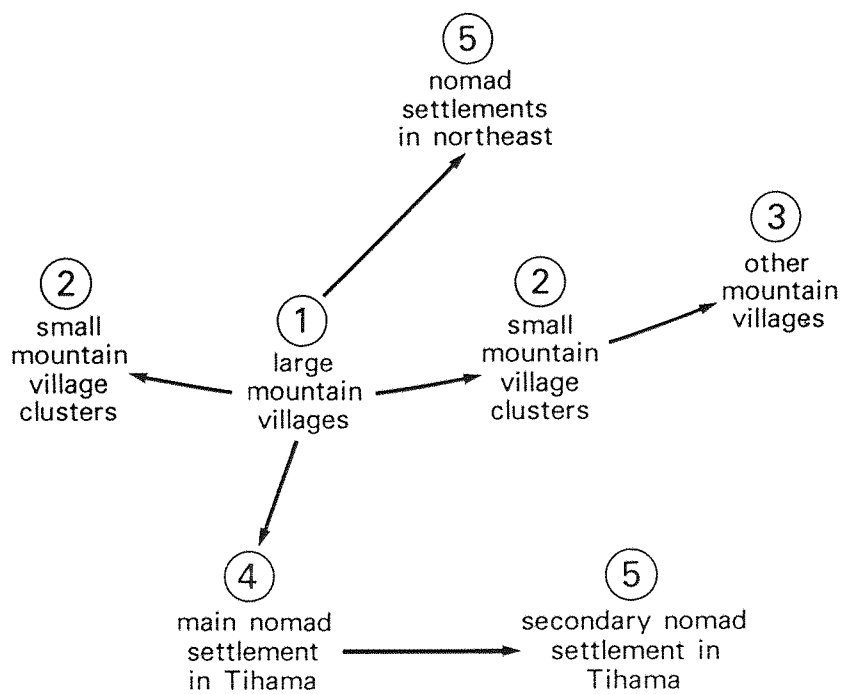 5
nomad
settlements
in northeast
3
other
mountain
villages
2
small
mountain
village
clusters
1
large
mountain
villages
2
small
mountain
village
clusters
4
main nomad
settlement
in Tihama
5
secondary nomad
settlement in
Tihama